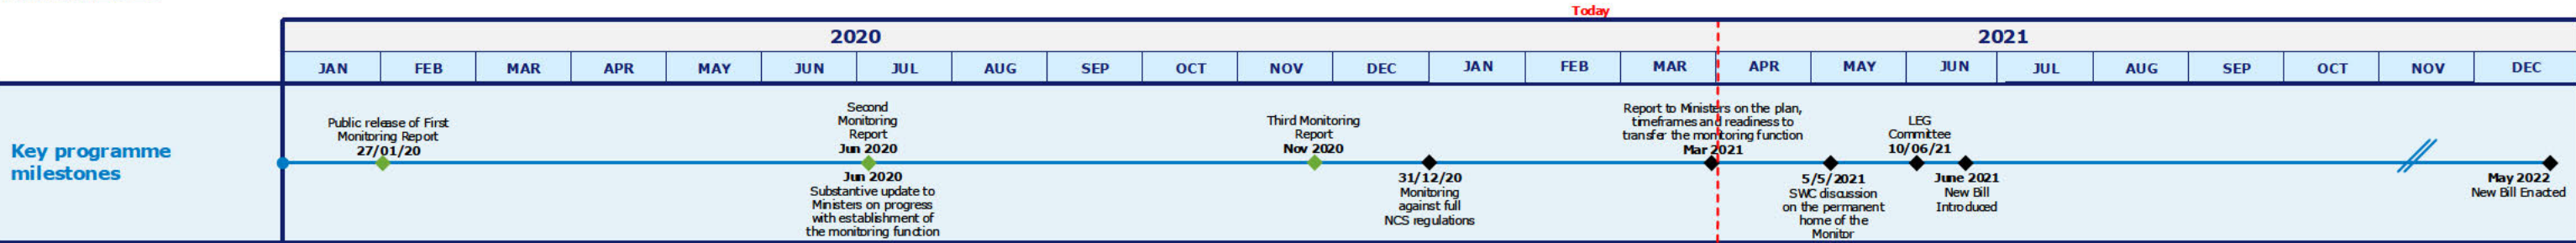 Today
2020
2021
JAN FEB MAR APR MAY JUN JUL AUG SEP OCT NOV DEC JAN FEB MAR APR MAY JUN JUL AUG SEP OCT NOV DEC
Key programme
milestones
Public release of First
Monitoring Report
27/01/20
Second
Monitoring
Report
Jun 2020
Jun 2020
Substantive update to
Ministers on progress
with establishment of
the monitoring function
Third Monitoring
Report
Nov 2020
31/12/20
Monitoring
against full
NCS regulations
Report to Ministers on the plan,
timeframes and readiness to
transfer the monitoring function
Mar 2021
5/5/2021
SWC discussion
on the permanent
home of the
Monitor
LEG
Committee
10/06/21
June 2021
New Bill
Introduced
May 2022
New Bill Enacted